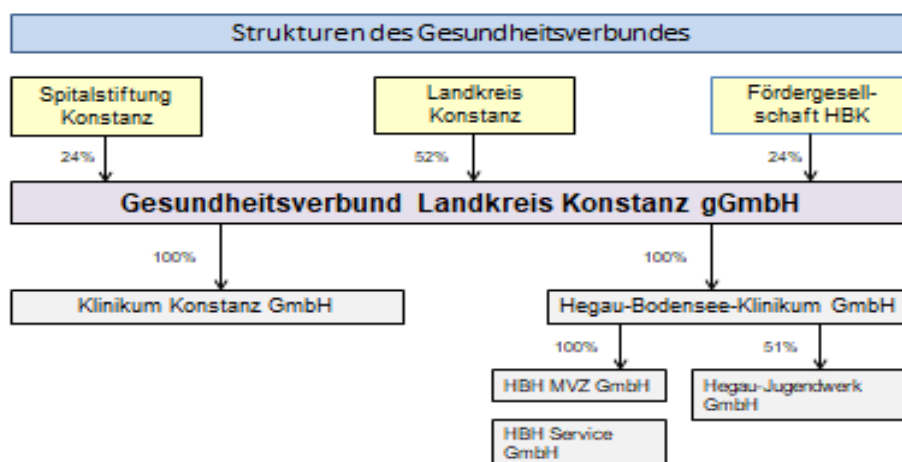 Strukturen des Gesundheitsverbundes
Spitalstiftung
Konstanz
Landkreis
Konstanz
Fördergesell-
schaft HBK
24%
52%
24%
Gesundheitsverbund Landkreis Konstanz gGmbH
100%
100%
Klinikum Konstanz GmbH
Hegau-Bodensee-Klinikum GmbH
100%
51%
HBH MVZ GmbH
Hegau-Jugendwerk
GmbH
HBH Service
GmbH